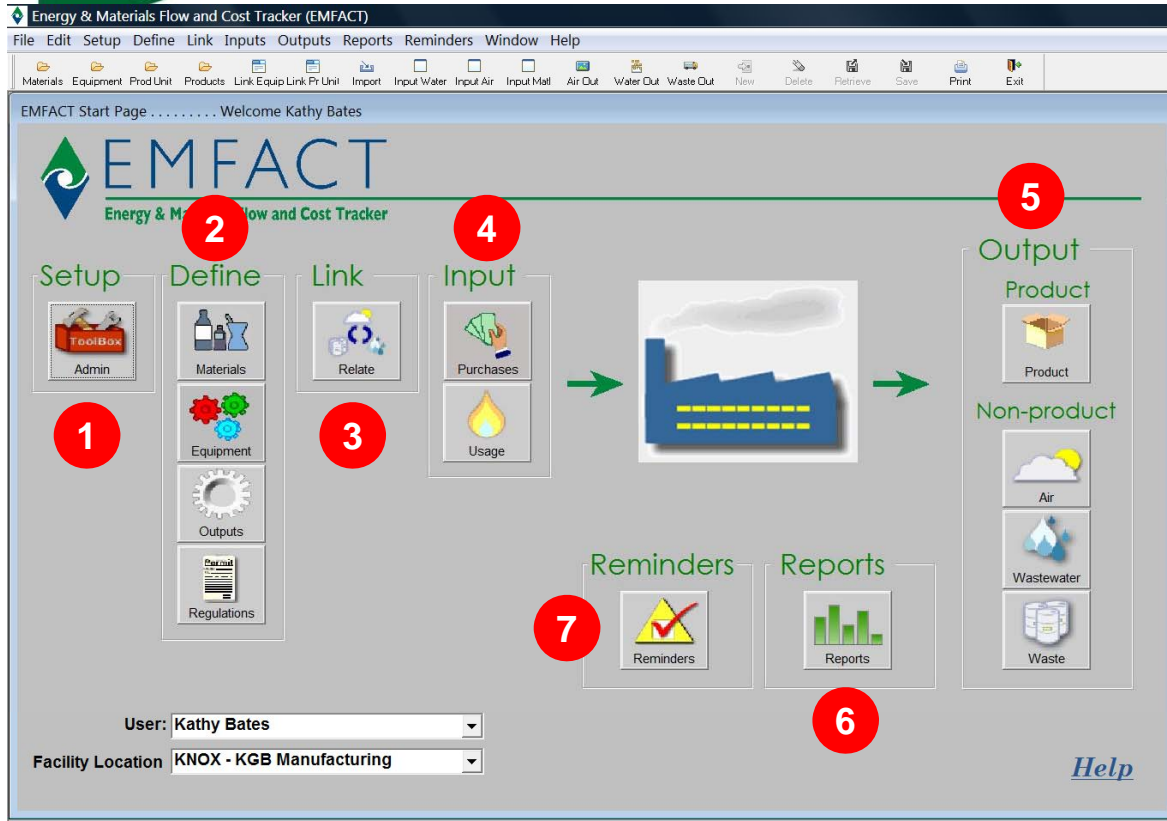 Energy & Materials Flow and Cost Tracker (EMFACT)
File Edit Setup Define Link Inputs Outputs Reports Reminders Window Help
Materials Equipment Prod Unit Products Link Equip Link Pr Unit Import Input Water Input Air Input Matl Air Out Water Out Waste Out New Delete Retrieve Save Print Exit
EMFACT Start Page . . . . . . . . . Welcome Kathy Bates
EMFACT
Energy & Flow and Cost Tracker
2
4
5
Setup
Define
Link
Input
Output
Product
ToolBox
Admin
Materials
Relate
Purchases
Product
1
3
Equipment
Usage
Non-product
Air
Outputs
Permit
Regulations
Wastewater
Reminders
Reports
7
Reminders
Reports
Waste
6
User: Kathy Bates
Facility Location KNOX - KGB Manufacturing
Help